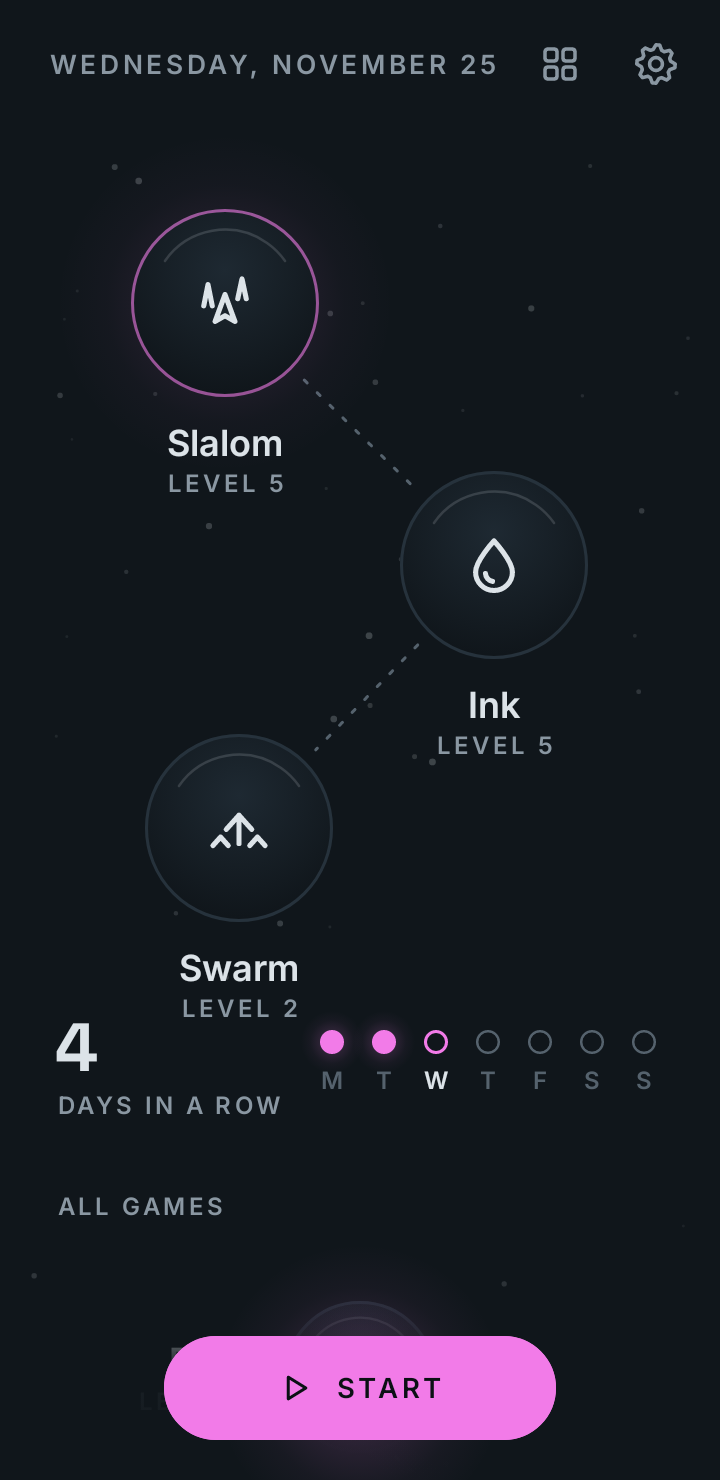 WEDNESDAY, NOVEMBER 25
Slalom
LEVEL 5
Ink
LEVEL 5
Swarm
LEVEL 2
4
DAYS IN A ROW
M T W T F S S
ALL GAMES
START